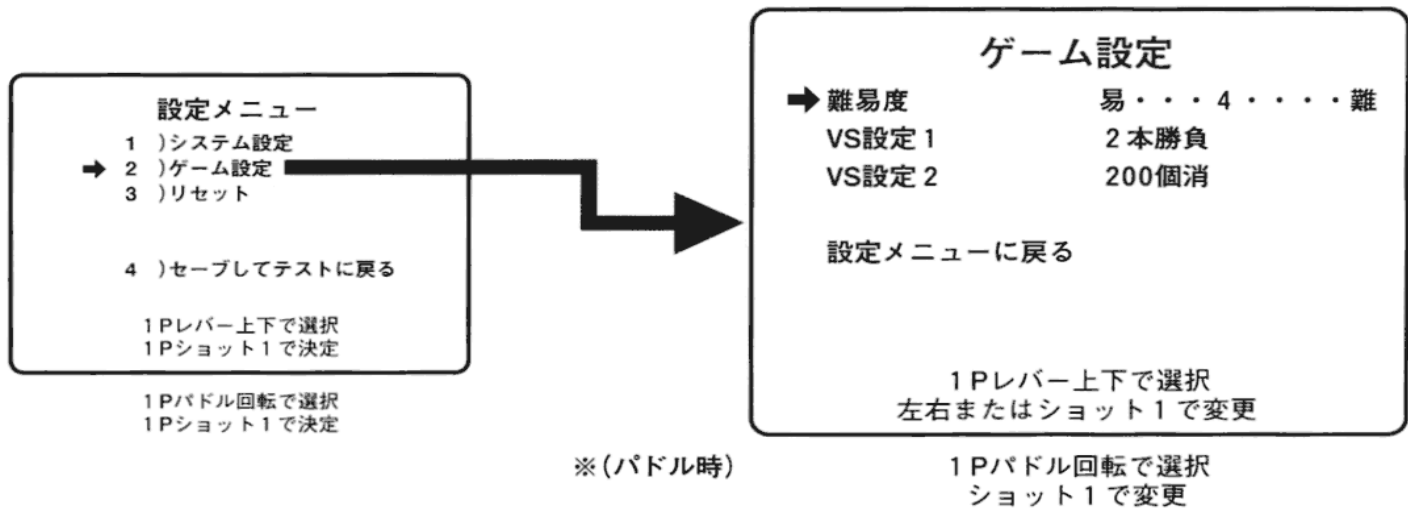 設定メニュー
1 )システム設定
➡ 2 )ゲーム設定
3 )リセット
4 )セーブしてテストに戻る
1Pレバー上下で選択
1Pショット1で決定
1Pパドル回転で選択
1Pショット1で決定
ゲーム設定
➡ 難易度 易・・・4・・・・難
VS設定1 2本勝負
VS設定2 200個消
設定メニューに戻る
1Pレバー上下で選択
左右またはショット1で変更
※(パドル時)
1Pパドル回転で選択
ショット1で変更